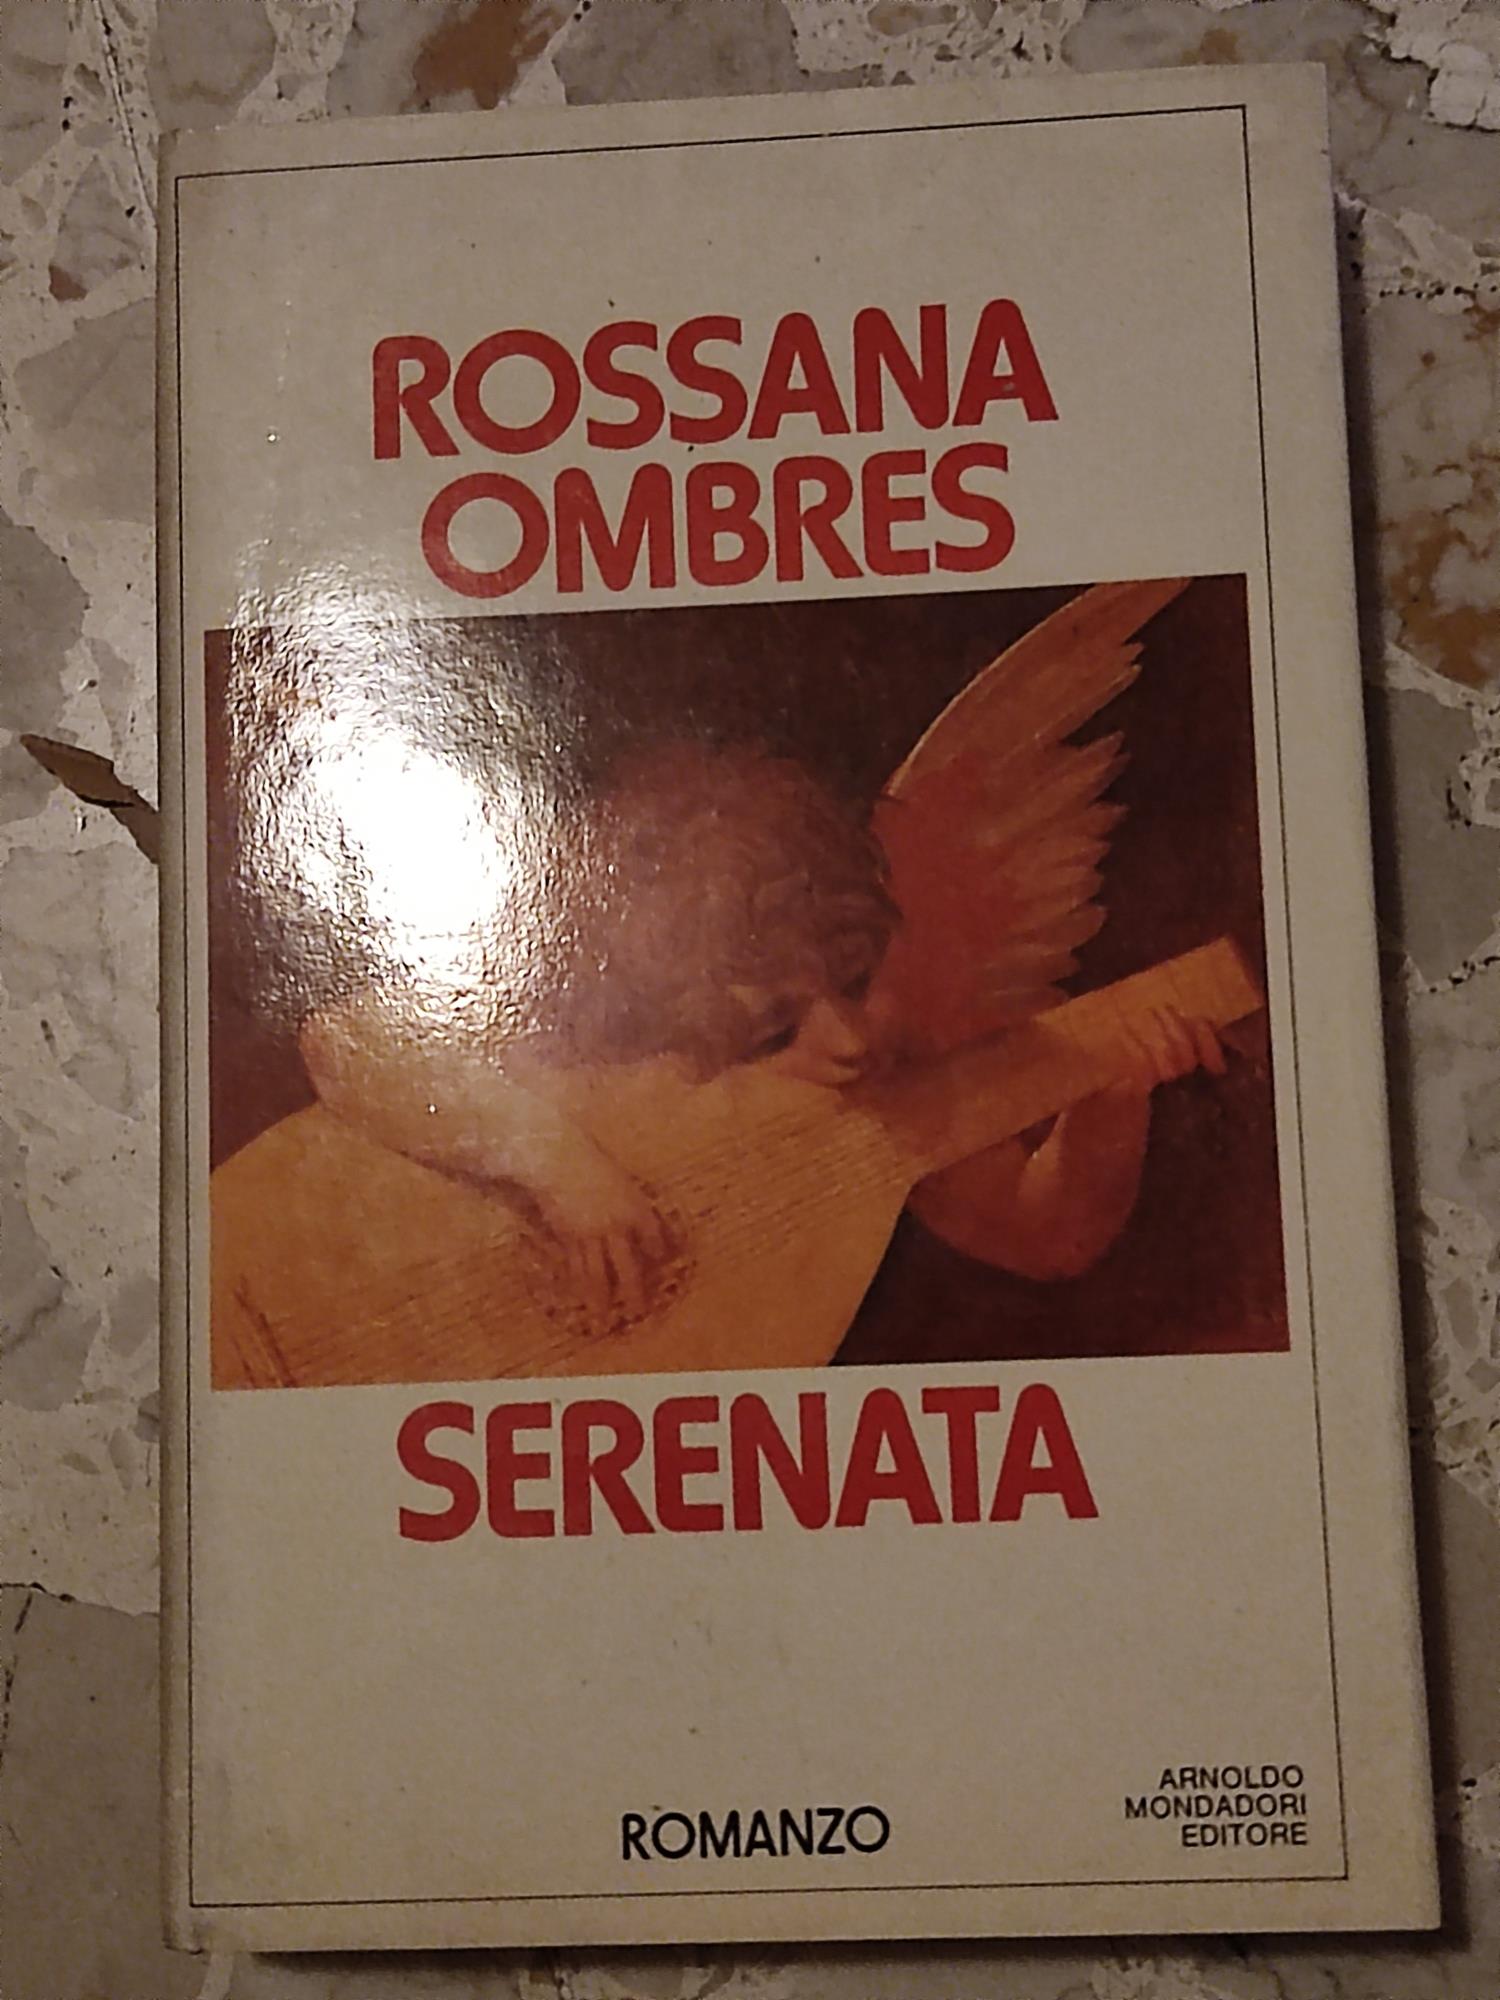 ROSSANA
OMBRES
SERENATA
ROMANZO
ARNOLDO
MONDADORI
EDITORE